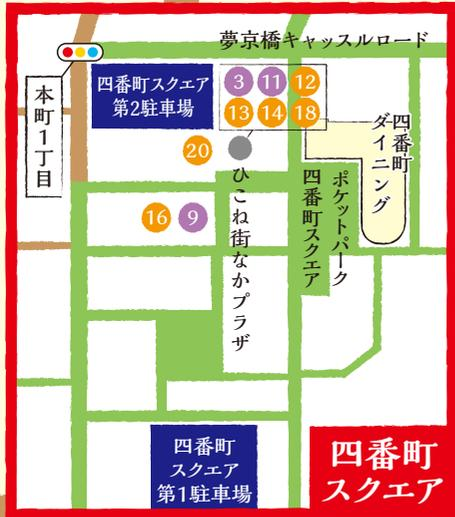 夢京橋キャッスルロード
本町1丁目
四番町スクエア
第2駐車場
3 11 12
13 14 18
20
16 9
四番町
ダイニング
ひこね街なかプラザ
四番町スクエア
ポケットパーク
四番町
スクエア
第1駐車場
四番町
スクエア